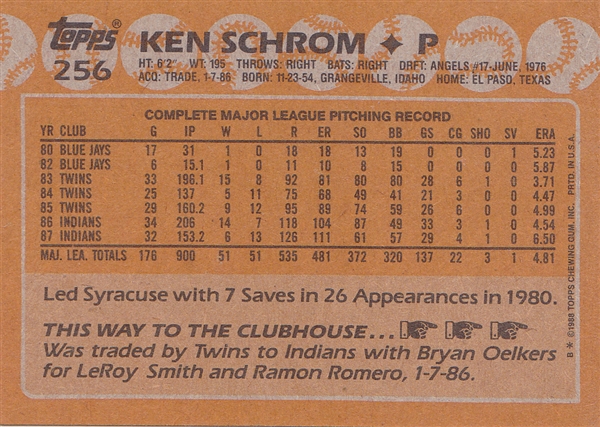 topps KEN SCHROM ✦ P
256 HT: 6'2" WT: 195 THROWS: RIGHT BATS: RIGHT DRFT: ANGELS #17-JUNE, 1976
ACQ: TRADE, 1-7-86 BORN: 11-23-54, GRANGEVILLE, IDAHO HOME: EL PASO, TEXAS
COMPLETE MAJOR LEAGUE PITCHING RECORD
YR CLUB G IP W L R ER SO BB GS CG SHO SV ERA
80 BLUE JAYS 17 31 1 0 18 18 13 19 0 0 0 1 5.23
82 BLUE JAYS 6 15.1 1 0 11 10 8 15 0 0 0 0 5.87
83 TWINS 33 196.1 15 8 92 81 80 80 28 6 1 0 3.71
84 TWINS 25 137 5 11 75 68 49 41 21 3 0 0 4.47
85 TWINS 29 160.2 9 12 95 89 74 59 26 6 0 0 4.99
86 INDIANS 34 206 14 7 118 104 87 49 33 3 1 0 4.54
87 INDIANS 32 153.2 6 13 126 111 61 57 29 4 1 0 6.50
MAJ. LEA. TOTALS 176 900 51 51 535 481 372 320 137 22 3 1 4.81
Led Syracuse with 7 Saves in 26 Appearances in 1980.
THIS WAY TO THE CLUBHOUSE...
Was traded by Twins to Indians with Bryan Oelkers
for LeRoy Smith and Ramon Romero, 1-7-86.
B * ©1988 TOPPS CHEWING GUM, INC. PRTD. IN U.S.A.